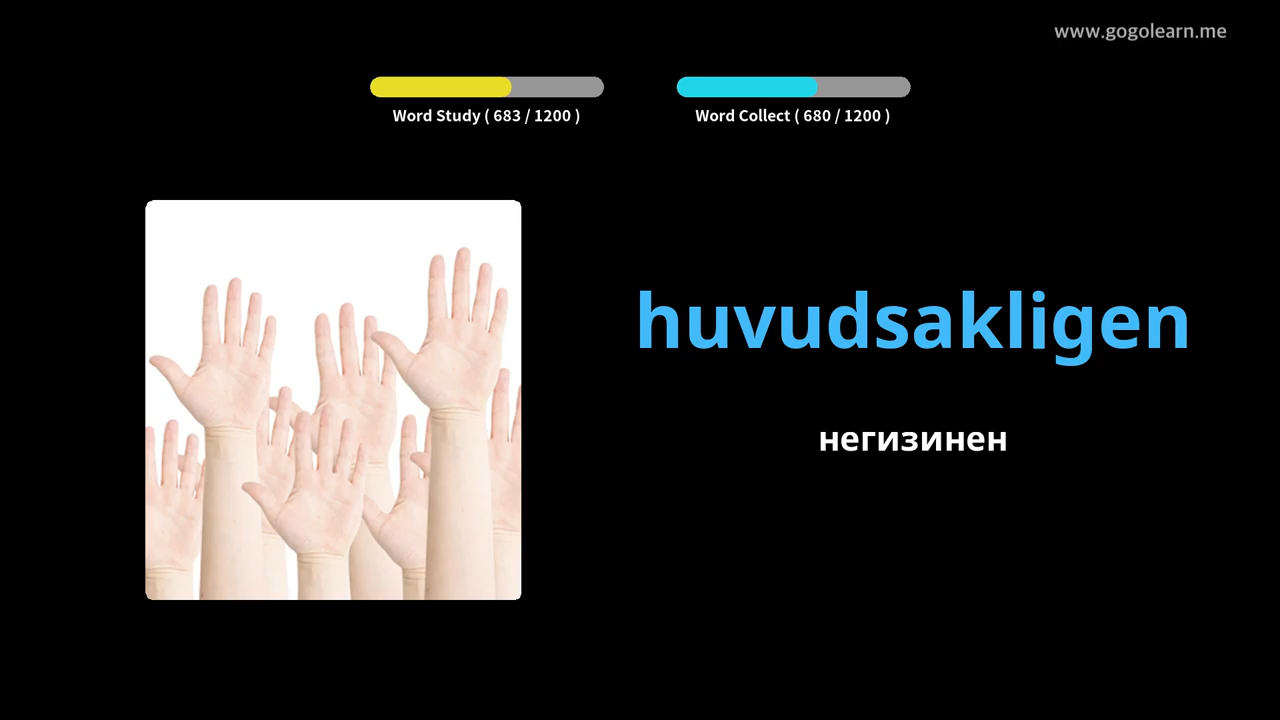 www.gogolearn.me
Word Study ( 683 / 1200 )
Word Collect ( 680 / 1200 )
huvudsakligen
негизинен